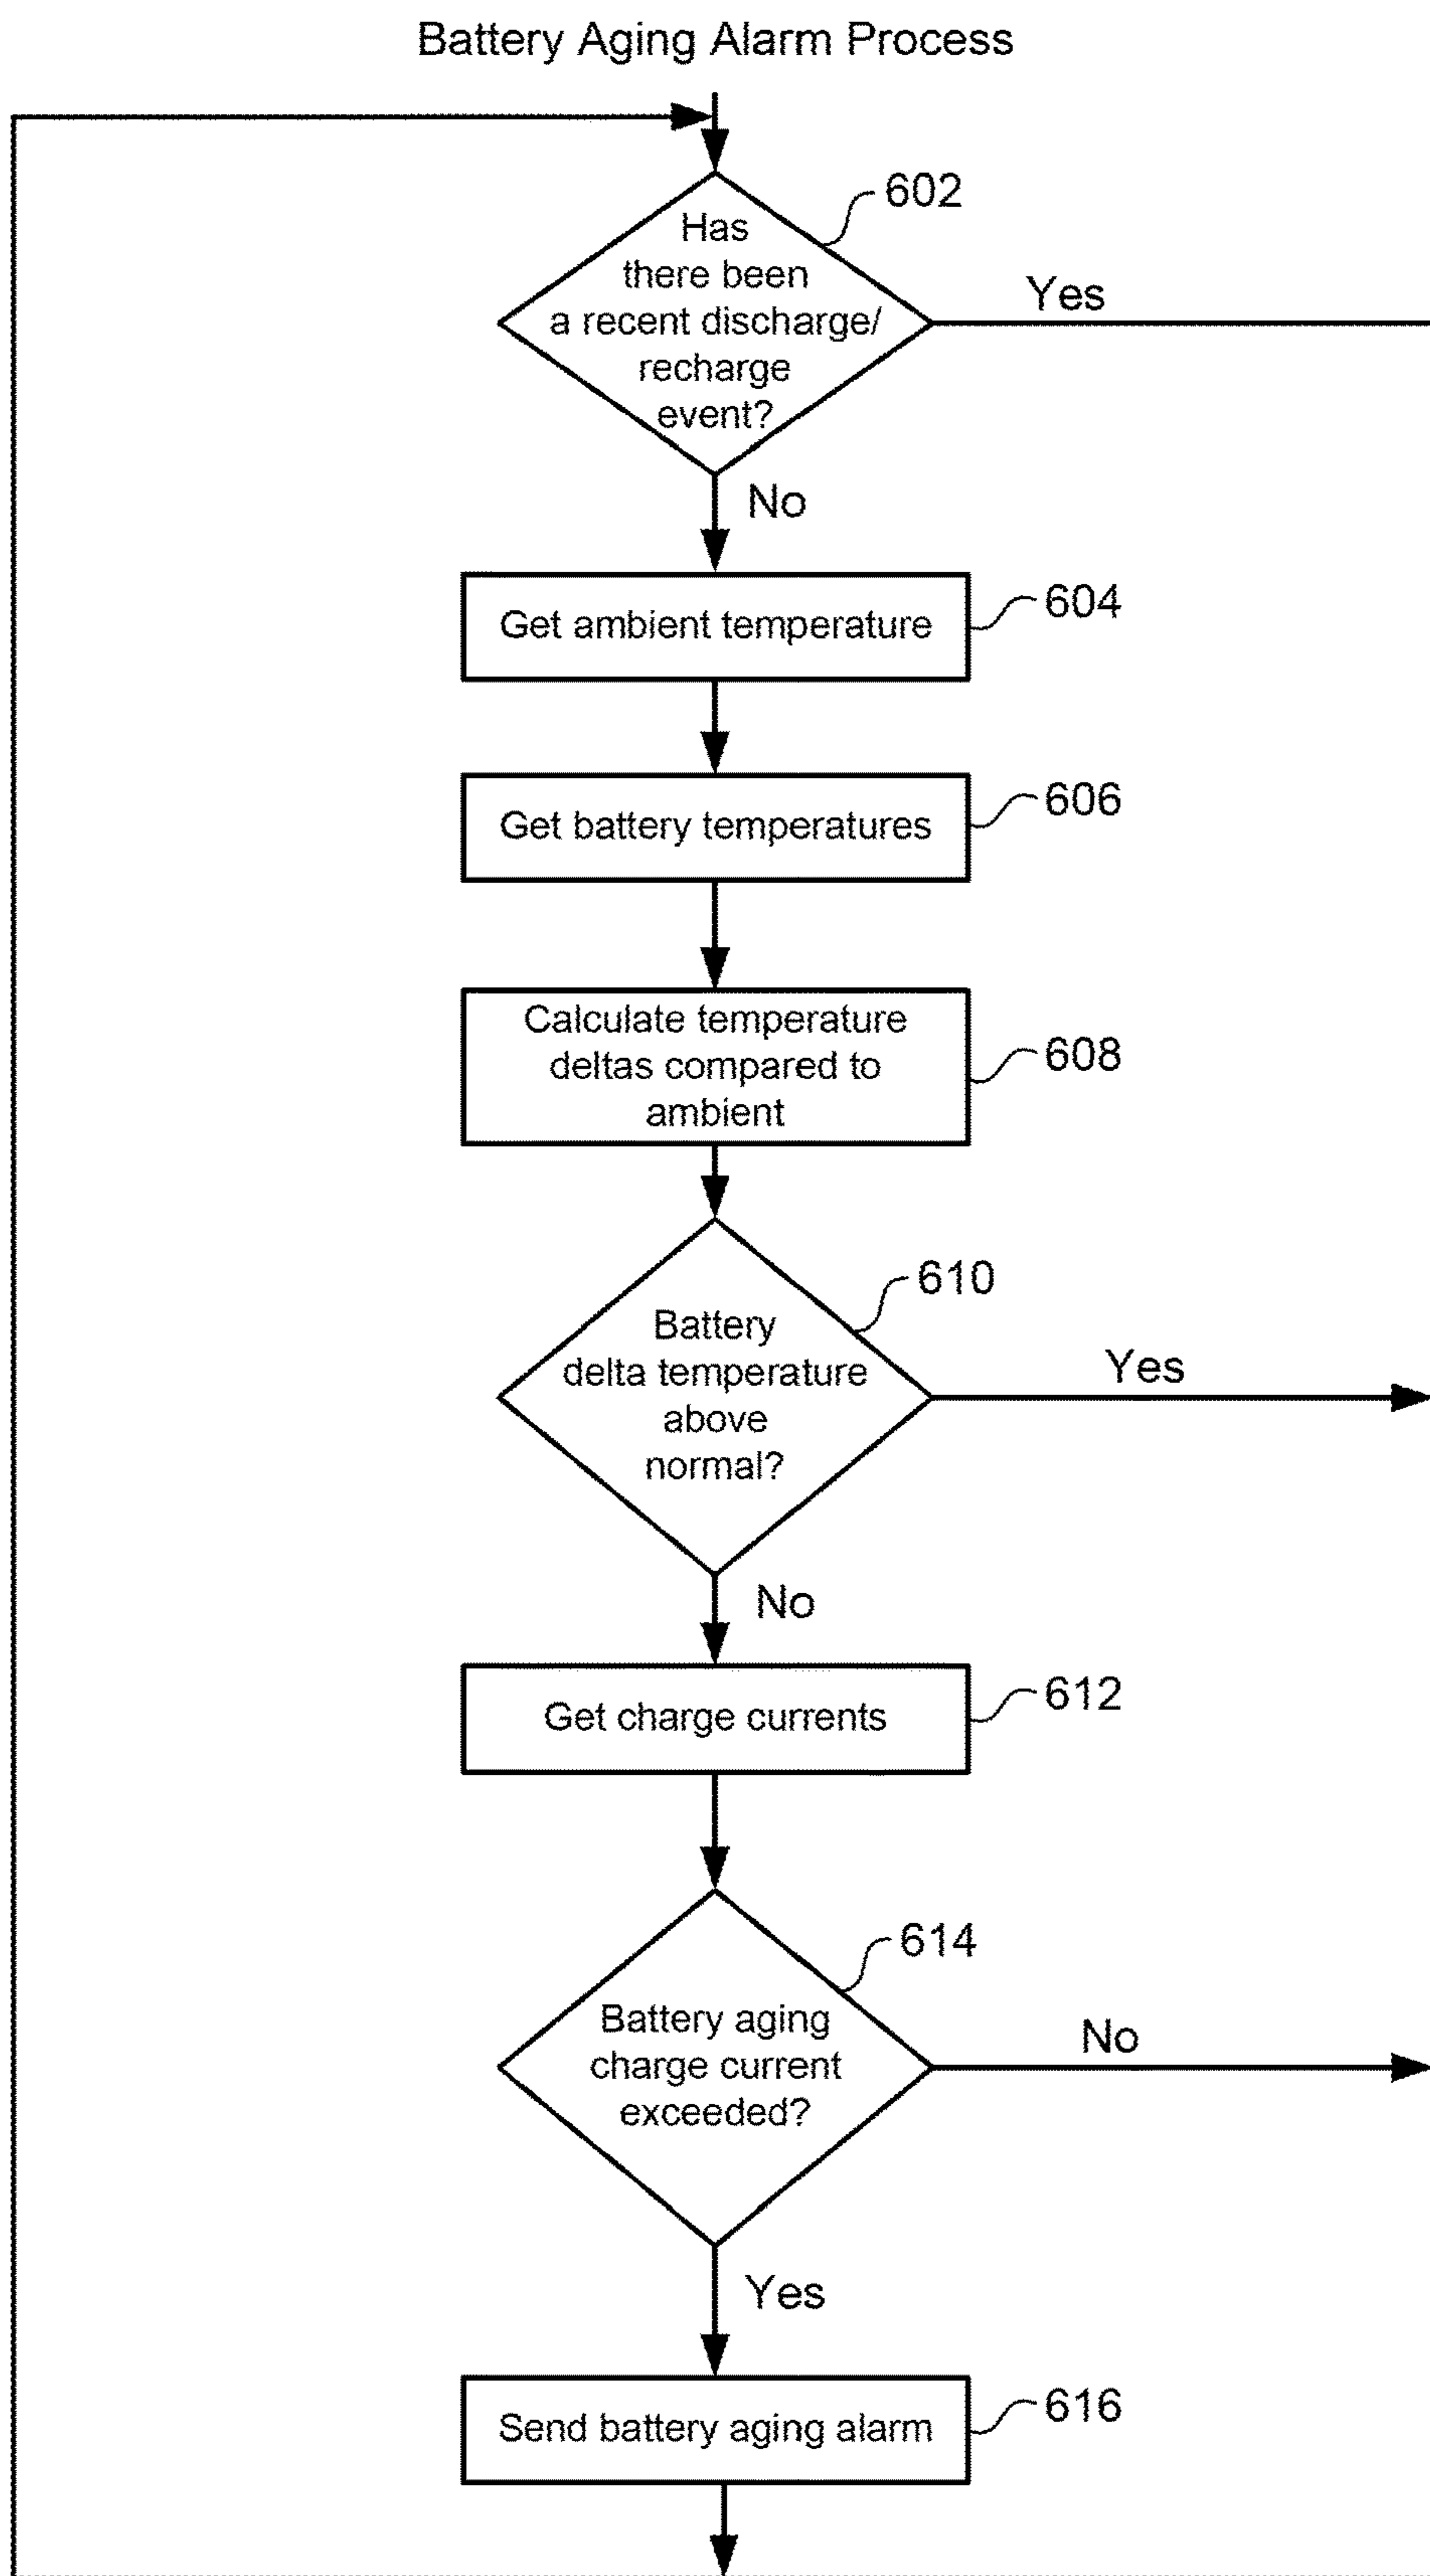 Battery Aging Alarm Process
602
Has
there been
a recent discharge/
recharge
event?
Yes
No
Get ambient temperature
604
Get battery temperatures
606
Calculate temperature
deltas compared to
ambient
608
610
Battery
delta temperature
above
normal?
Yes
No
Get charge currents
612
614
Battery aging
charge current
exceeded?
No
Yes
Send battery aging alarm
616